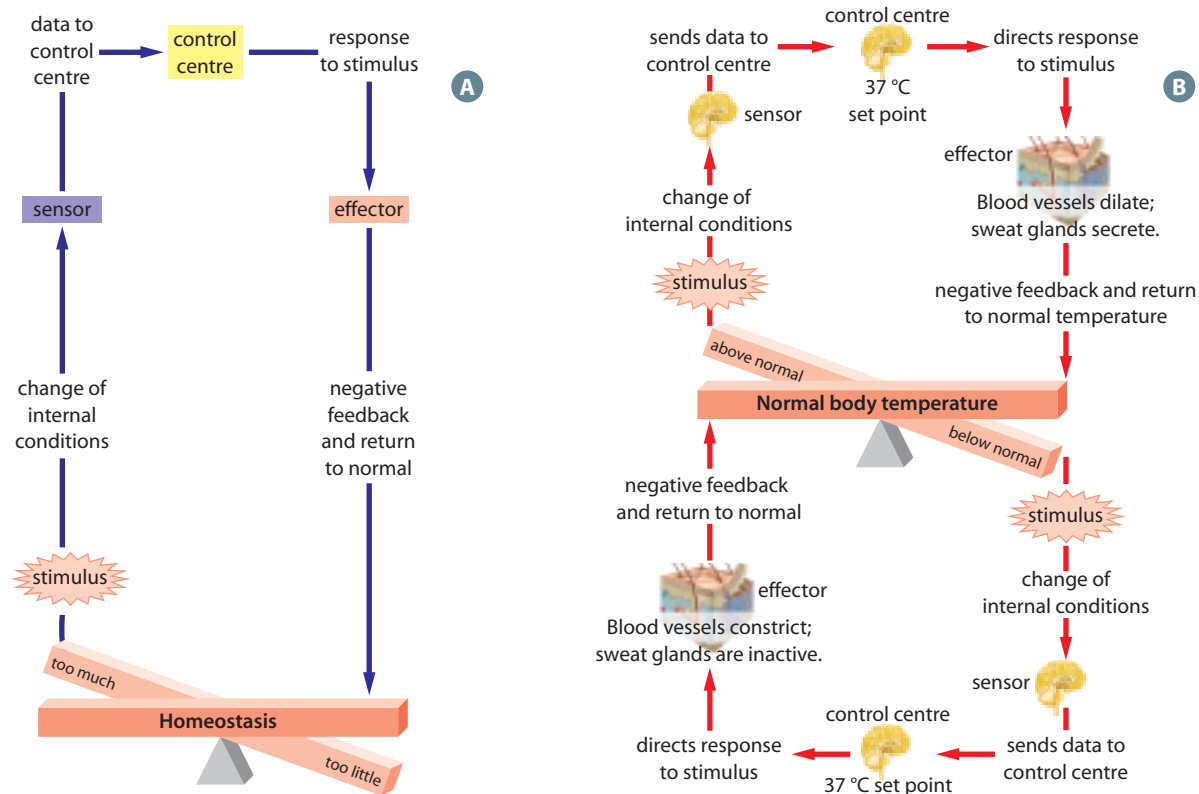 data to
control
centre
control
centre
response
to stimulus
A
sensor
effector
change of
internal
conditions
negative
feedback
and return
to normal
stimulus
too much
Homeostasis
too little
control centre
sends data to
control centre
directs response
to stimulus
B
37 °C
set point
sensor
effector
change of
internal conditions
Blood vessels dilate;
sweat glands secrete.
stimulus
negative feedback and return
to normal temperature
above normal
Normal body temperature
below normal
negative feedback
and return to normal
stimulus
change of
internal conditions
effector
Blood vessels constrict;
sweat glands are inactive.
sensor
control centre
directs response
to stimulus
37 °C set point
sends data to
control centre